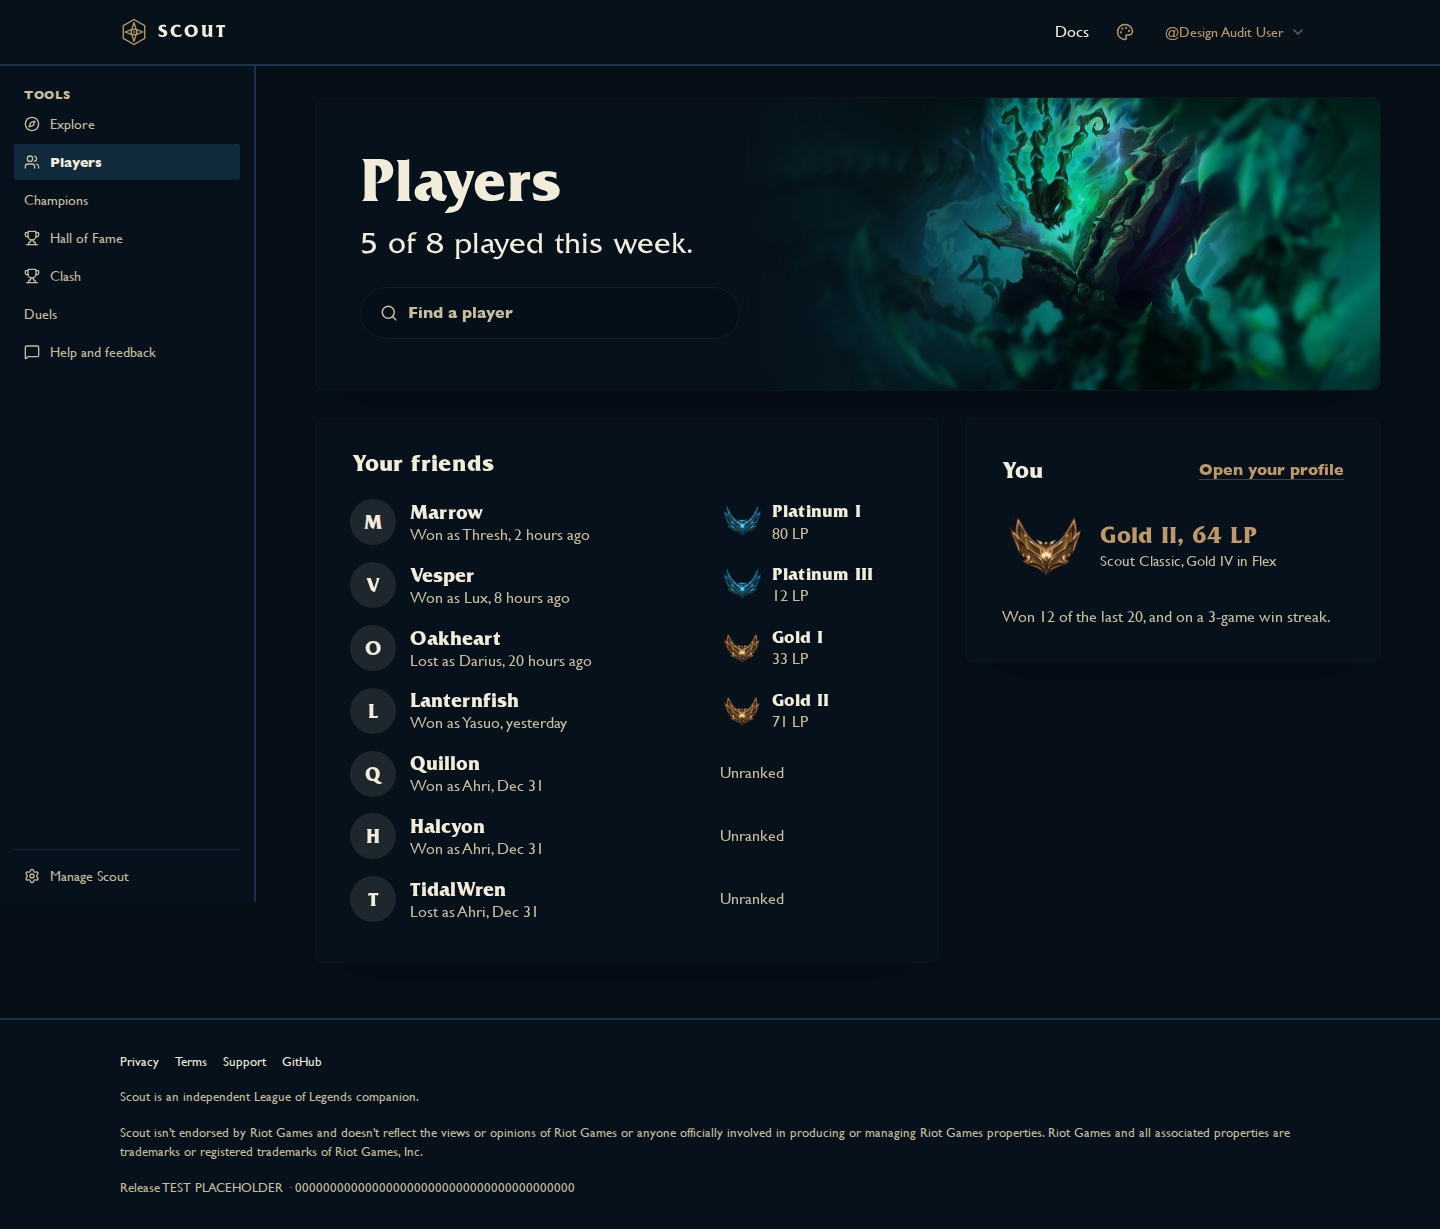 SCOUT
Docs
@Design Audit User
TOOLS
Explore
Players
Champions
Hall of Fame
Clash
Duels
Help and feedback
Manage Scout
Players
5 of 8 played this week.
Find a player
Your friends
M
Marrow
Won as Thresh, 2 hours ago
Platinum I
80 LP
V
Vesper
Won as Lux, 8 hours ago
Platinum III
12 LP
O
Oakheart
Lost as Darius, 20 hours ago
Gold I
33 LP
L
Lanternfish
Won as Yasuo, yesterday
Gold II
71 LP
Q
Quillon
Won as Ahri, Dec 31
Unranked
H
Halcyon
Won as Ahri, Dec 31
Unranked
T
TidalWren
Lost as Ahri, Dec 31
Unranked
You
Open your profile
Gold II, 64 LP
Scout Classic, Gold IV in Flex
Won 12 of the last 20, and on a 3-game win streak.
Privacy Terms Support GitHub
Scout is an independent League of Legends companion.
Scout isn't endorsed by Riot Games and doesn't reflect the views or opinions of Riot Games or anyone officially involved in producing or managing Riot Games properties. Riot Games and all associated properties are
trademarks or registered trademarks of Riot Games, Inc.
Release TEST PLACEHOLDER · 0000000000000000000000000000000000000000